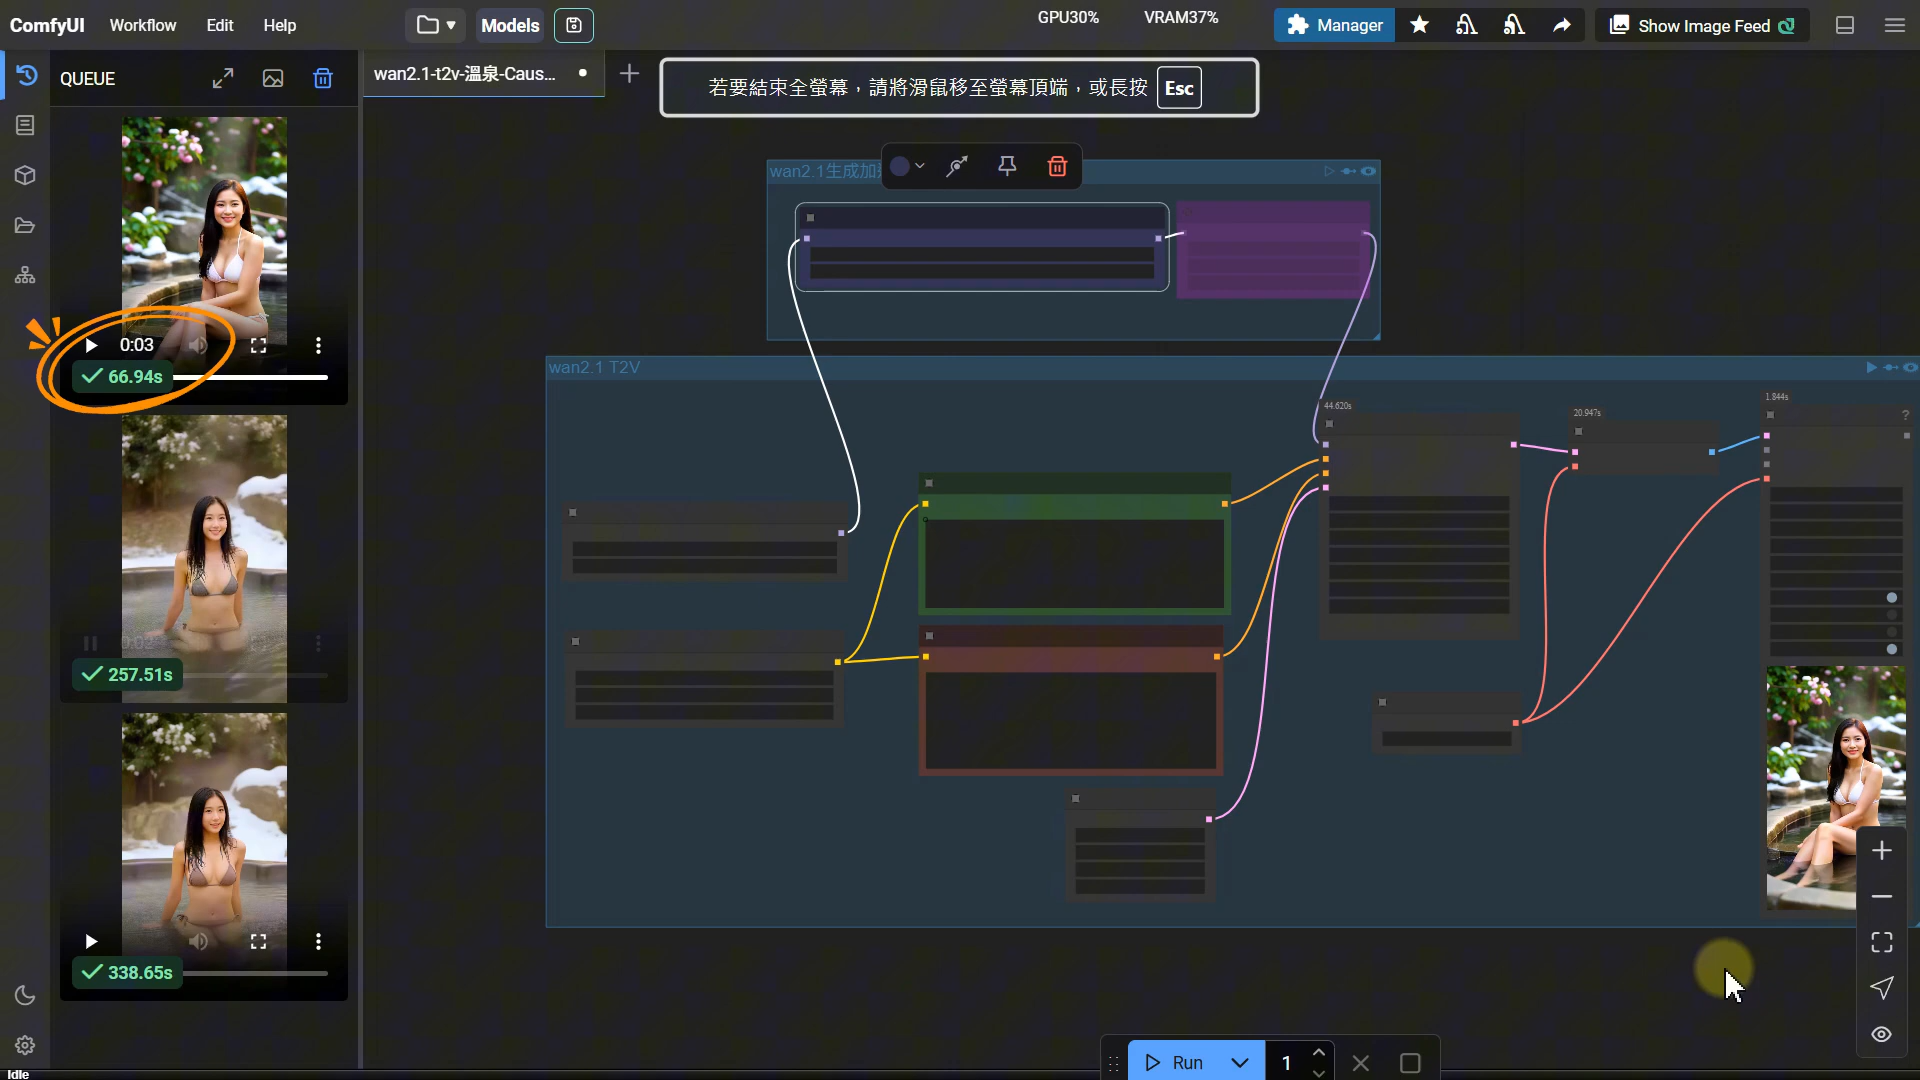 ComfyUI Workflow Edit Help Models GPU30% VRAM37% Manager Show Image Feed
QUEUE
wan2.1-t2v-溫泉-Caus...
若要結束全螢幕，請將滑鼠移至螢幕頂端，或長按 Esc
wan2.1生成加
0:03
66.94s
wan2.1 T2V
44.620s
20.947s
1.844s
?
0:02
257.51s
338.65s
Run 1
Idle